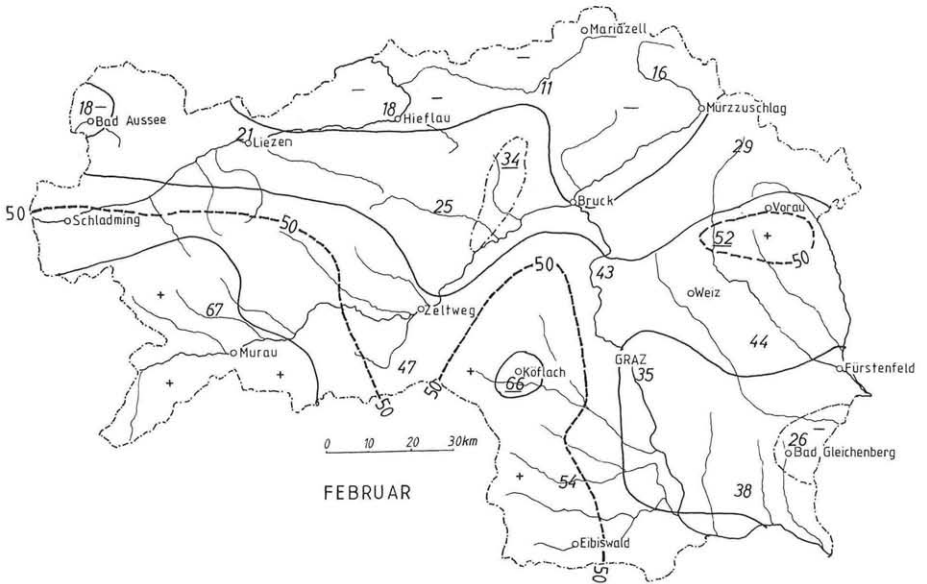 Mariazell
16
11
18
Hieflau
Mürzzuschlag
18
Bad Aussee
21
Liezen
29
34
50
Schladming
50
25
Bruck
Vorau
52
50
50
43
67
Zeltweg
Weiz
44
Murau
47
50
50
66
Köflach
GRAZ
35
Fürstenfeld
0 10 20 30km
26
Bad Gleichenberg
FEBRUAR
54
38
Eibiswald
50